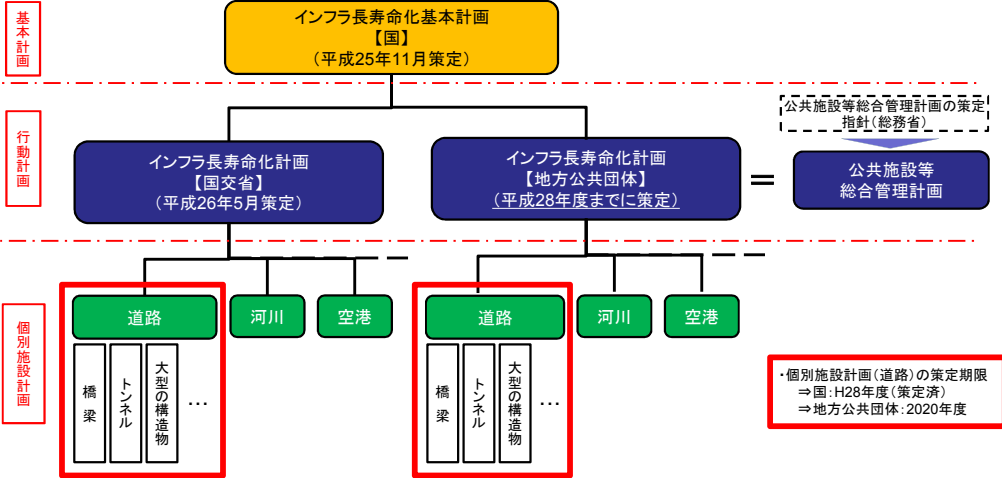 基本計画
インフラ長寿命化基本計画
【国】
(平成25年11月策定)
行動計画
インフラ長寿命化計画
【国交省】
(平成26年5月策定)
インフラ長寿命化計画
【地方公共団体】
(平成28年度までに策定)
＝
公共施設等総合管理計画の策定
指針(総務省)
公共施設等
総合管理計画
個別施設計画
道路
河川
空港
橋梁
トンネル
大型の構造物
…
道路
河川
空港
橋梁
トンネル
大型の構造物
…
・個別施設計画(道路)の策定期限
⇒国：H28年度(策定済)
⇒地方公共団体：2020年度